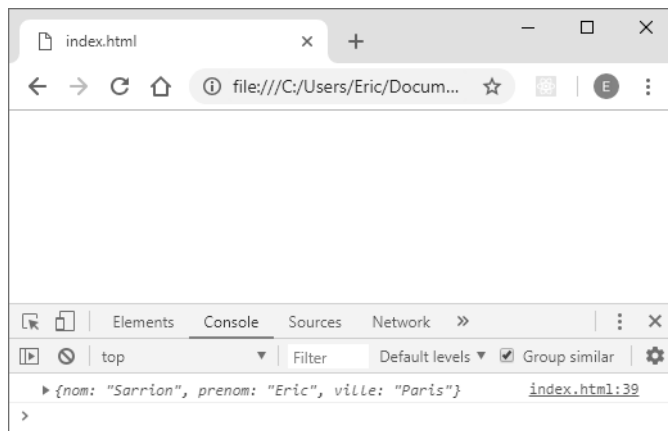 index.html
file:///C:/Users/Eric/Docum...
E
Elements Console Sources Network »
top Filter Default levels Group similar
{nom: "Sarrion", prenom: "Eric", ville: "Paris"} index.html:39
>